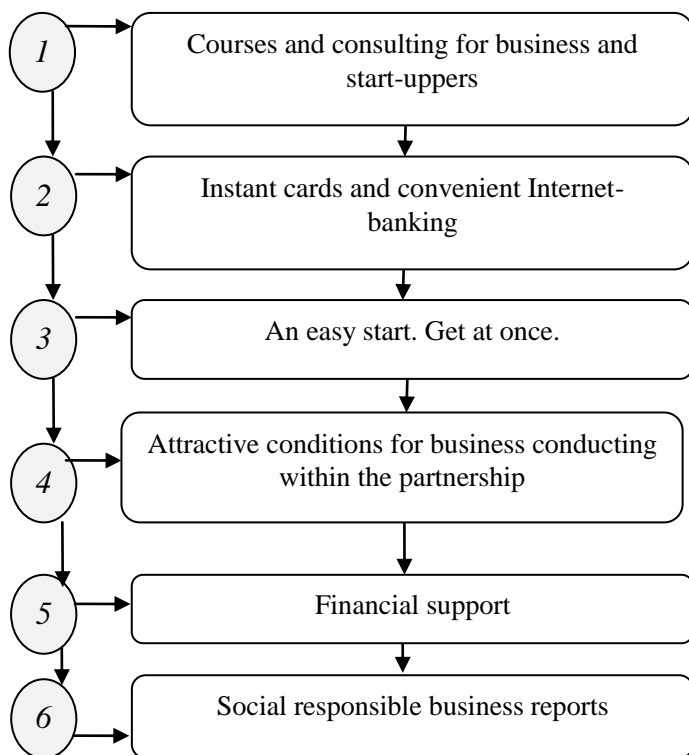 1
Courses and consulting for business and
start-uppers
2
Instant cards and convenient Internet-
banking
3
An easy start. Get at once.
4
Attractive conditions for business conducting
within the partnership
5
Financial support
6
Social responsible business reports